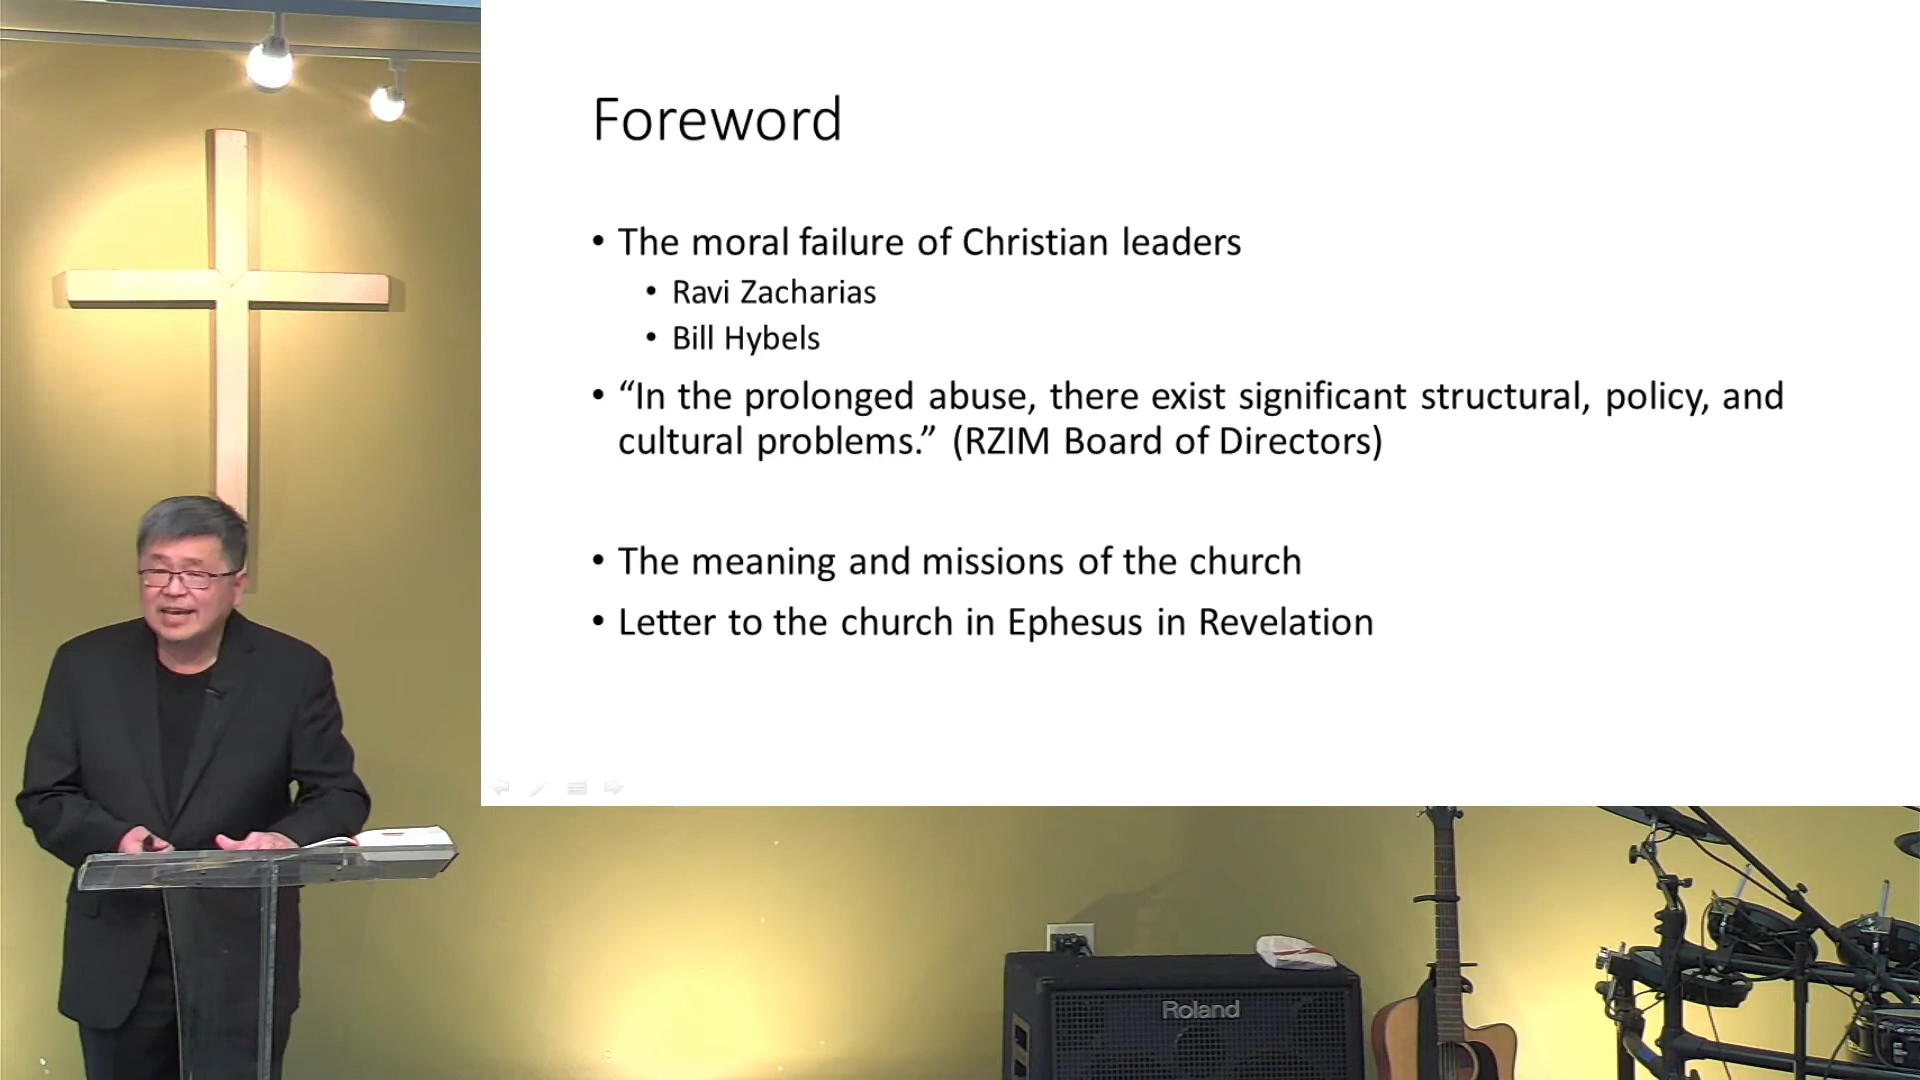 Foreword
• The moral failure of Christian leaders
• Ravi Zacharias
• Bill Hybels
• “In the prolonged abuse, there exist significant structural, policy, and
cultural problems.” (RZIM Board of Directors)
• The meaning and missions of the church
• Letter to the church in Ephesus in Revelation
Roland